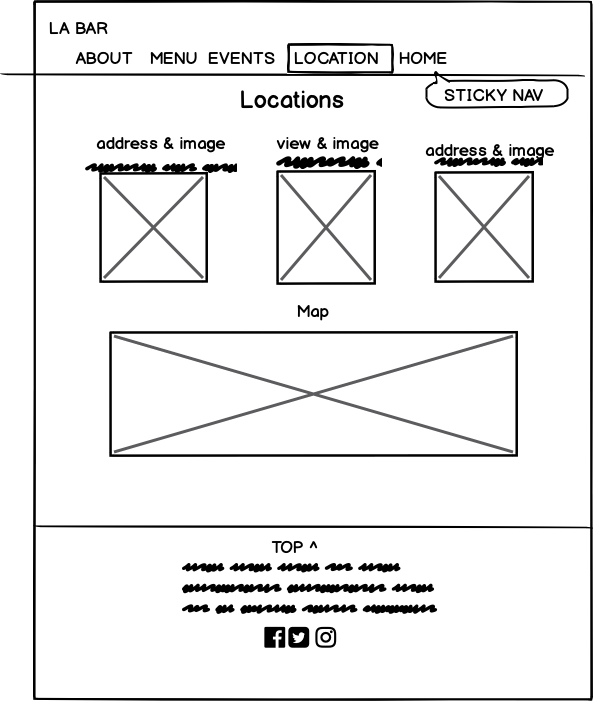 LA BAR
ABOUT MENU EVENTS LOCATION HOME
STICKY NAV
Locations
address & image
view & image
address & image
Map
TOP ^